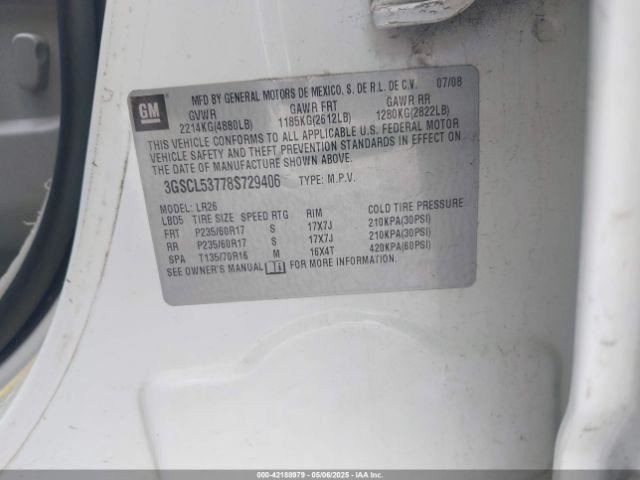 GM
MFD BY GENERAL MOTORS DE MEXICO, S. DE R.L. DE C.V. 07/08
GVWR GAWR FRT GAWR RR
2214KG(4880LB) 1185KG(2612LB) 1280KG(2822LB)
THIS VEHICLE CONFORMS TO ALL APPLICABLE U.S. FEDERAL MOTOR
VEHICLE SAFETY AND THEFT PREVENTION STANDARDS IN EFFECT ON
THE DATE OF MANUFACTURE SHOWN ABOVE.
3GSCL53778S729406 TYPE: M.P.V.
MODEL: LR26
LBD5 TIRE SIZE SPEED RTG RIM COLD TIRE PRESSURE
FRT P235/60R17 S 17X7J 210KPA(30PSI)
RR P235/60R17 S 17X7J 210KPA(30PSI)
SPA T135/70R16 M 16X4T 420KPA(60PSI)
SEE OWNER'S MANUAL FOR MORE INFORMATION.
000-42188979 - 05/06/2025 - IAAI.COM